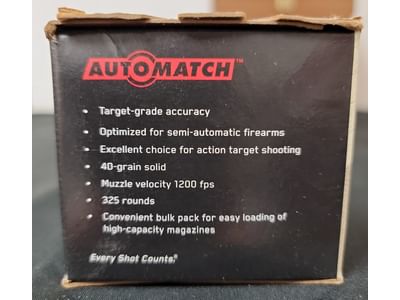 AUTOMATCH™
• Target-grade accuracy
• Optimized for semi-automatic firearms
• Excellent choice for action target shooting
• 40-grain solid
• Muzzle velocity 1200 fps
• 325 rounds
• Convenient bulk pack for easy loading of
high-capacity magazines
Every Shot Counts.®